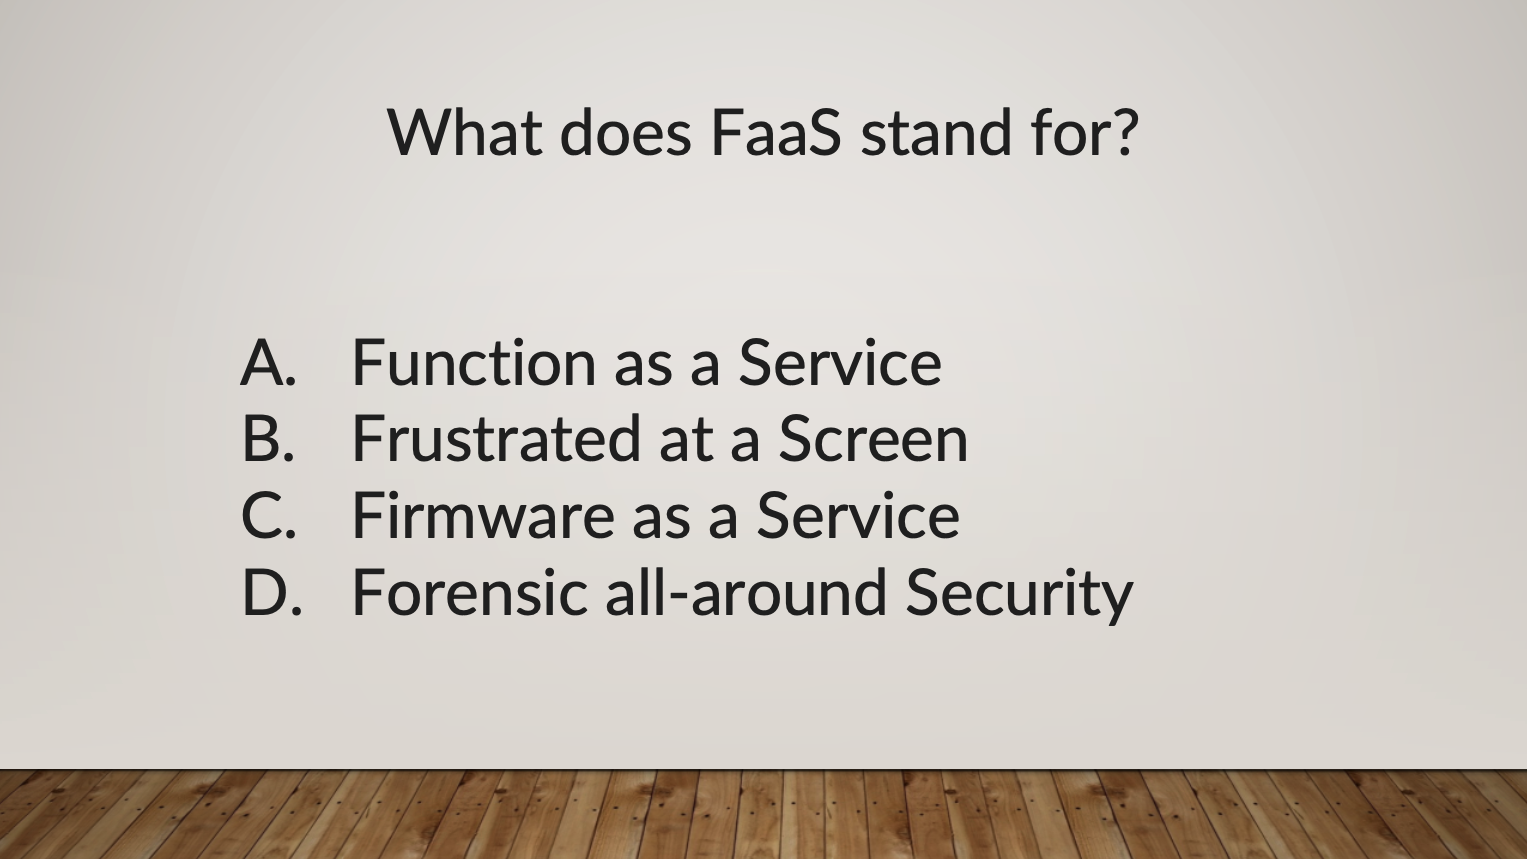 What does FaaS stand for?
A. Function as a Service
B. Frustrated at a Screen
C. Firmware as a Service
D. Forensic all-around Security